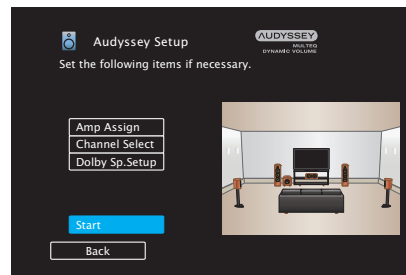 Audyssey Setup
AUDYSSEY
MULTEQ
DYNAMIC VOLUME
Set the following items if necessary.
Amp Assign
Channel Select
Dolby Sp.Setup
Start
Back